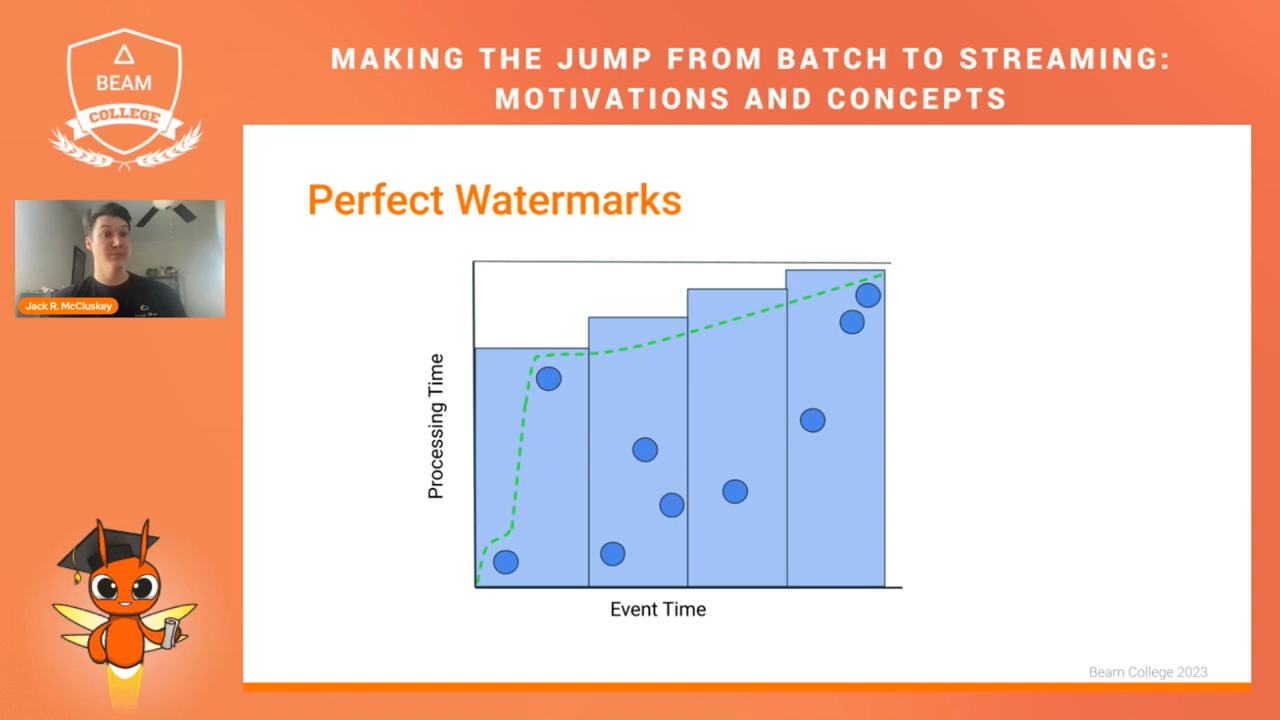 BEAM
COLLEGE
MAKING THE JUMP FROM BATCH TO STREAMING:
MOTIVATIONS AND CONCEPTS
Jack R. McCluskey
Perfect Watermarks
Processing Time
Event Time
Beam College 2023